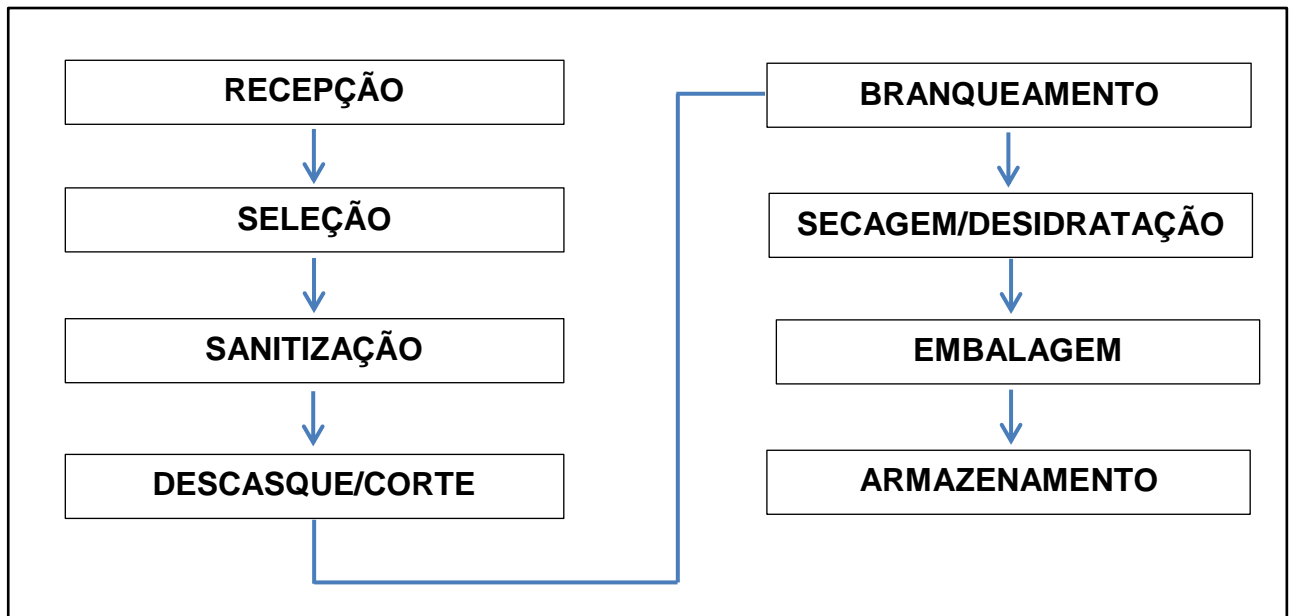 RECEPÇÃO
SELEÇÃO
SANITIZAÇÃO
DESCASQUE/CORTE
BRANQUEAMENTO
SECAGEM/DESIDRATAÇÃO
EMBALAGEM
ARMAZENAMENTO